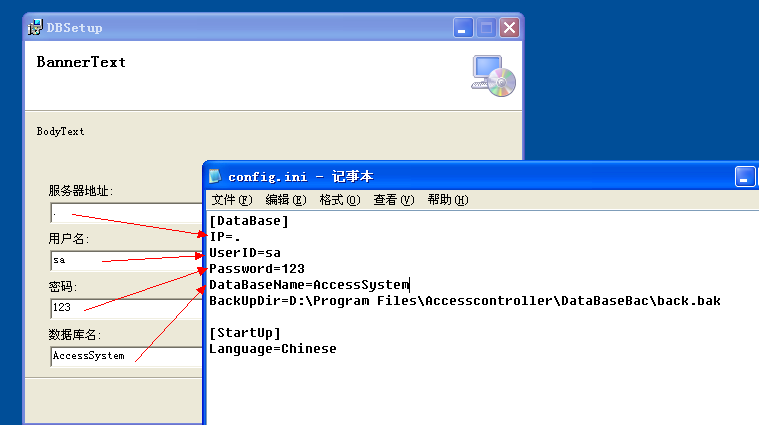 DBSetup
BannerText
BodyText
服务器地址:
.
用户名:
sa
密码:
123
数据库名:
AccessSystem
config.ini - 记事本
文件(F) 编辑(E) 格式(O) 查看(V) 帮助(H)
[DataBase]
IP=.
UserID=sa
Password=123
DataBaseName=AccessSystem
BackUpDir=D:\Program Files\Accesscontroller\DataBaseBac\back.bak
[StartUp]
Language=Chinese